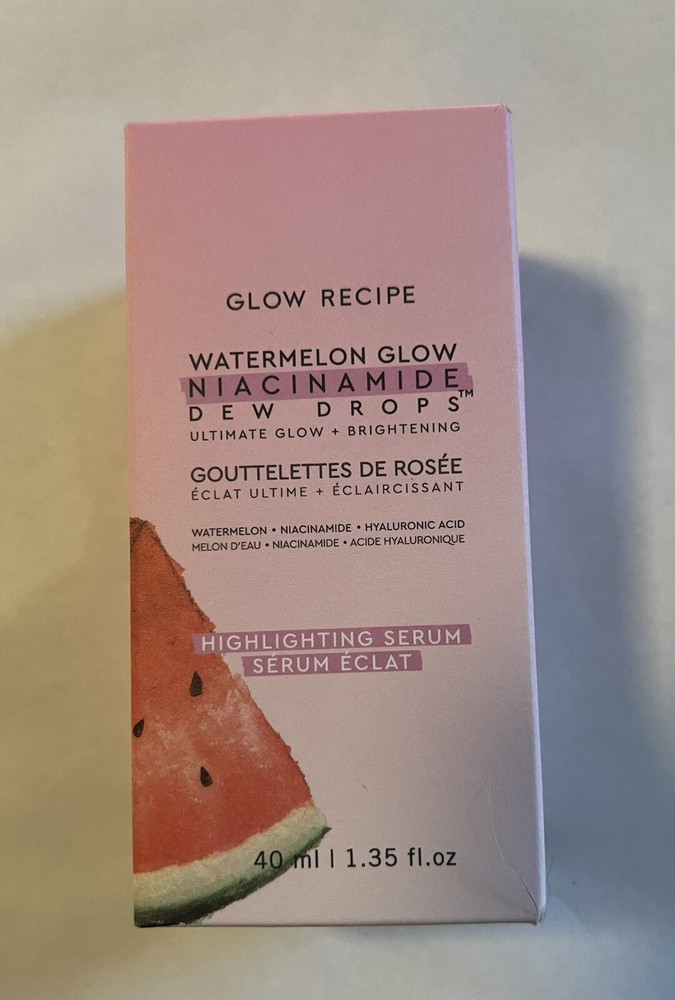 GLOW RECIPE
WATERMELON GLOW
NIACINAMIDE
DEW DROPS™
ULTIMATE GLOW + BRIGHTENING
GOUTTELETTES DE ROSÉE
ÉCLAT ULTIME + ÉCLAIRCISSANT
WATERMELON • NIACINAMIDE • HYALURONIC ACID
MELON D'EAU • NIACINAMIDE • ACIDE HYALURONIQUE
HIGHLIGHTING SERUM
SÉRUM ÉCLAT
40 ml | 1.35 fl.oz